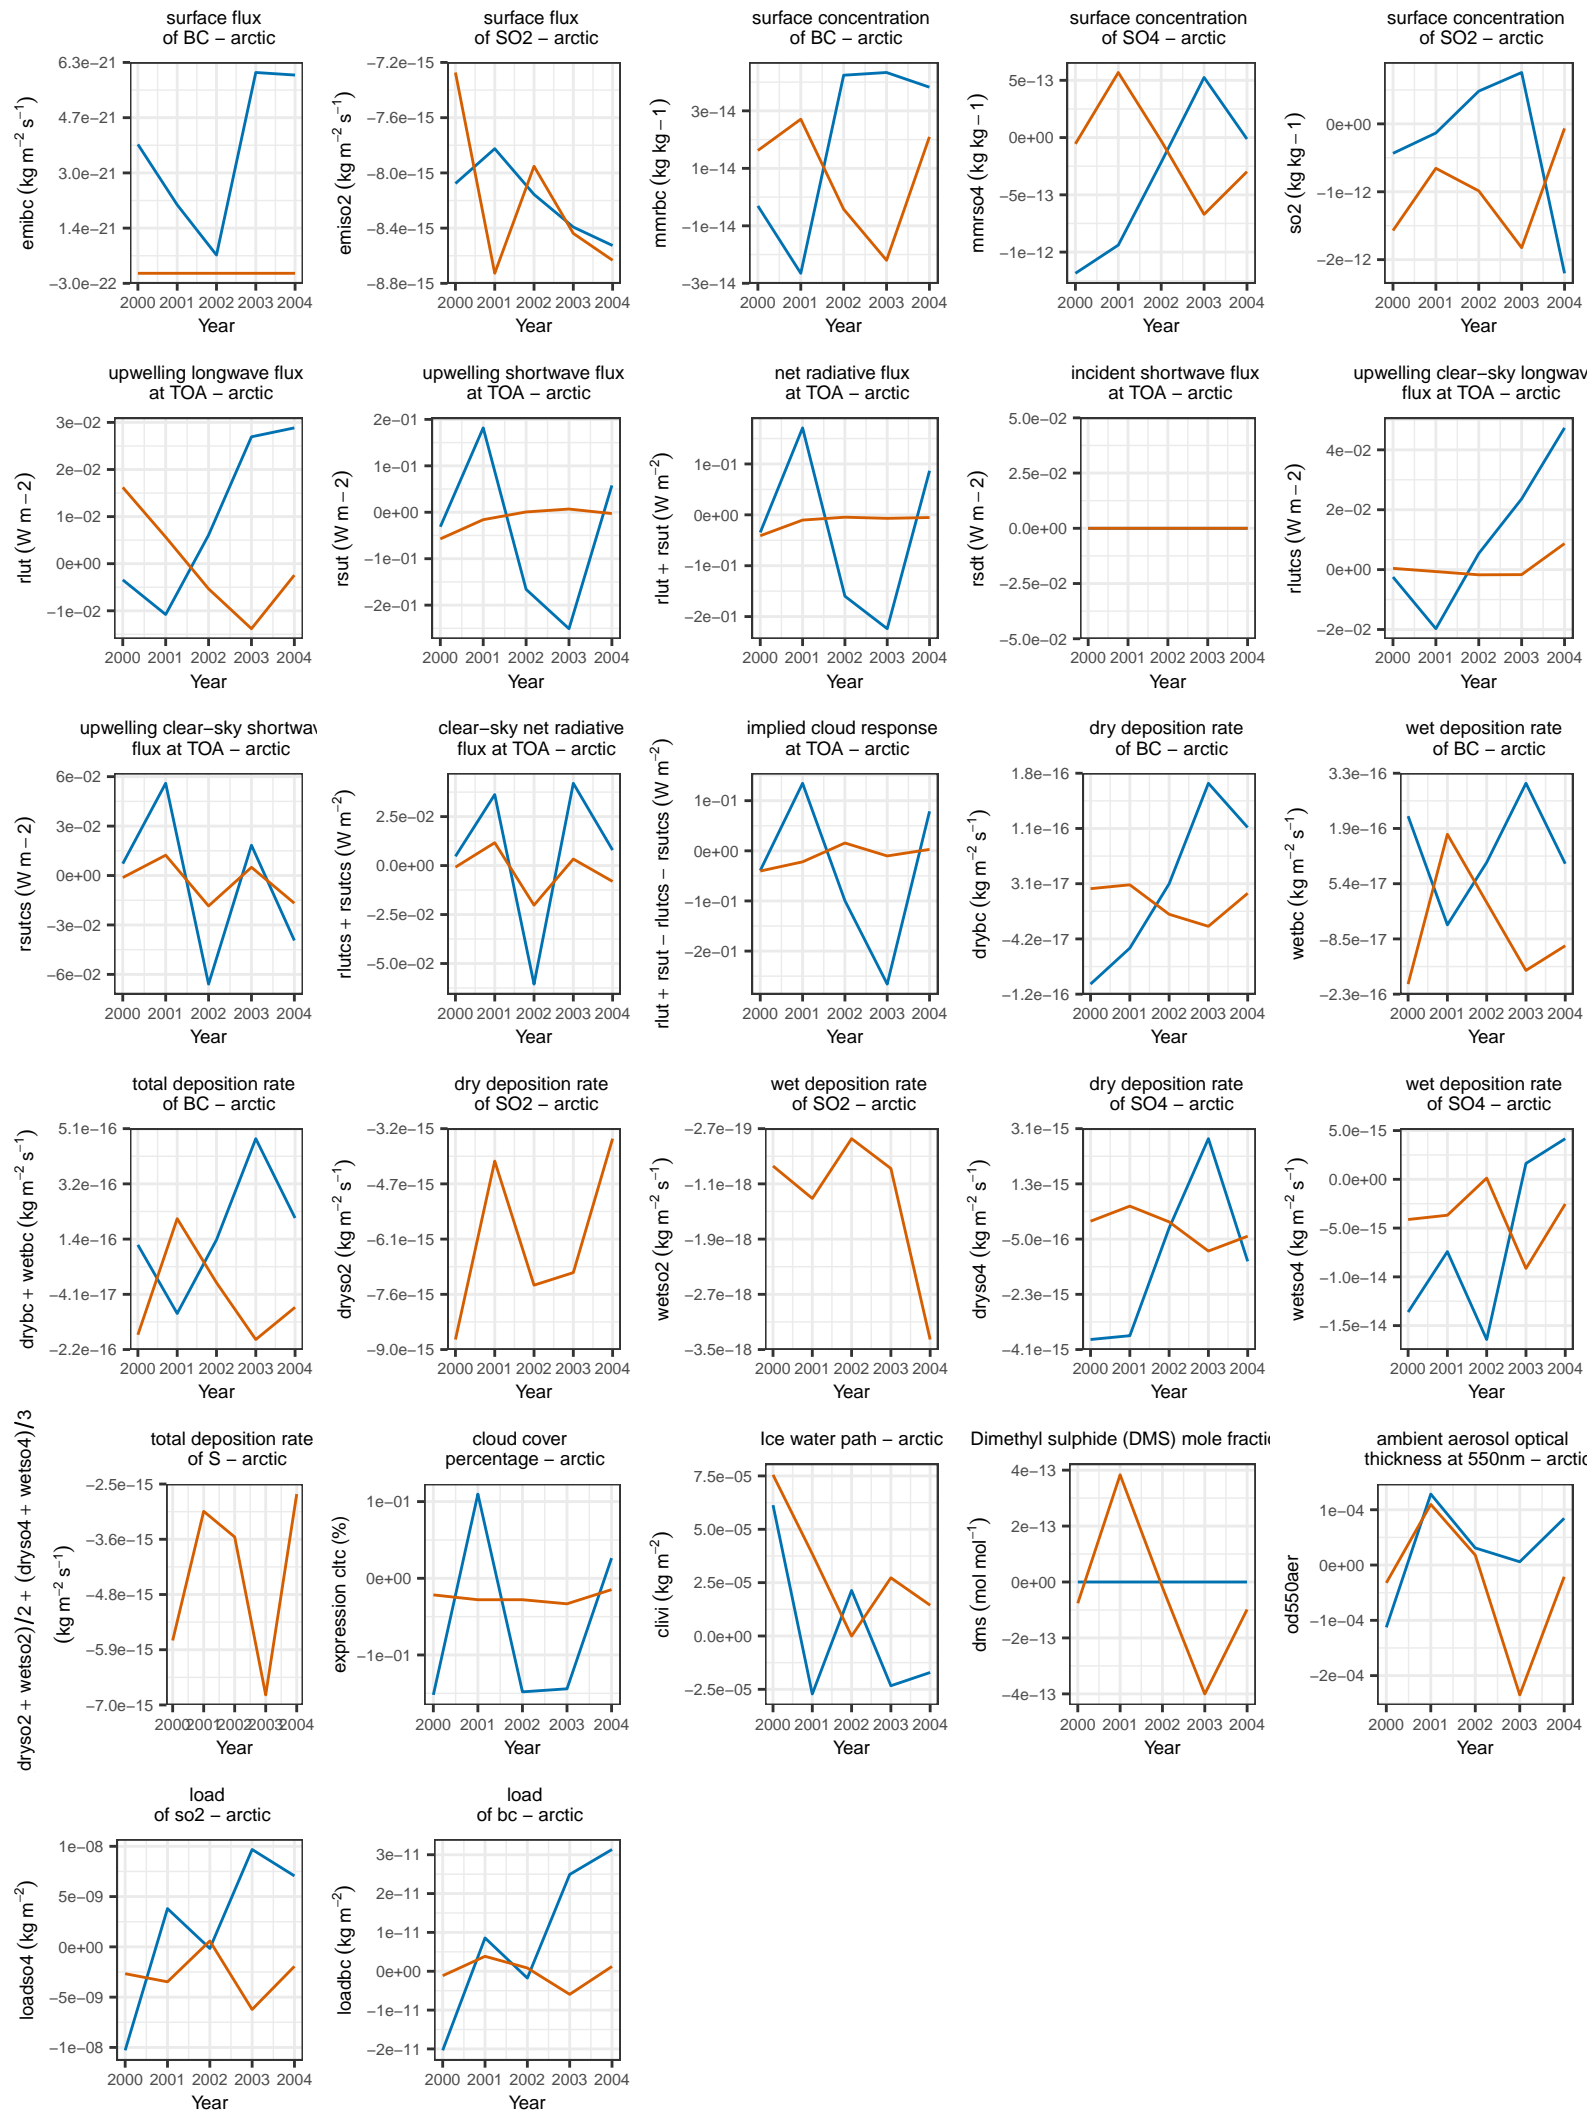 surface flux
of BC − arctic
emibc (kg m−2 s−1)
6.3e−21
4.7e−21
3.0e−21
1.4e−21
−3.0e−22
2000 2001 2002 2003 2004
Year
surface flux
of SO2 − arctic
emiso2 (kg m−2 s−1)
−7.2e−15
−7.6e−15
−8.0e−15
−8.4e−15
−8.8e−15
2000 2001 2002 2003 2004
Year
surface concentration
of BC − arctic
mmrbc (kg kg − 1)
3e−14
1e−14
−1e−14
−3e−14
2000 2001 2002 2003 2004
Year
surface concentration
of SO4 − arctic
mmrso4 (kg kg − 1)
5e−13
0e+00
−5e−13
−1e−12
2000 2001 2002 2003 2004
Year
surface concentration
of SO2 − arctic
so2 (kg kg − 1)
0e+00
−1e−12
−2e−12
2000 2001 2002 2003 2004
Year
upwelling longwave flux
at TOA − arctic
rlut (W m − 2)
3e−02
2e−02
1e−02
0e+00
−1e−02
2000 2001 2002 2003 2004
Year
upwelling shortwave flux
at TOA − arctic
rsut (W m − 2)
2e−01
1e−01
0e+00
−1e−01
−2e−01
2000 2001 2002 2003 2004
Year
net radiative flux
at TOA − arctic
rlut + rsut (W m−2)
1e−01
0e+00
−1e−01
−2e−01
2000 2001 2002 2003 2004
Year
incident shortwave flux
at TOA − arctic
rsdt (W m − 2)
5.0e−02
2.5e−02
0.0e+00
−2.5e−02
−5.0e−02
2000 2001 2002 2003 2004
Year
upwelling clear−sky longwav
flux at TOA − arctic
rlutcs (W m − 2)
4e−02
2e−02
0e+00
−2e−02
2000 2001 2002 2003 2004
Year
upwelling clear−sky shortwav
flux at TOA − arctic
rsutcs (W m − 2)
6e−02
3e−02
0e+00
−3e−02
−6e−02
2000 2001 2002 2003 2004
Year
clear−sky net radiative
flux at TOA − arctic
rlutcs + rsutcs (W m−2)
2.5e−02
0.0e+00
−2.5e−02
−5.0e−02
2000 2001 2002 2003 2004
Year
implied cloud response
at TOA − arctic
rlut + rsut − rlutcs − rsutcs (W m−2)
1e−01
0e+00
−1e−01
−2e−01
2000 2001 2002 2003 2004
Year
dry deposition rate
of BC − arctic
drybc (kg m−2 s−1)
1.8e−16
1.1e−16
3.1e−17
−4.2e−17
−1.2e−16
2000 2001 2002 2003 2004
Year
wet deposition rate
of BC − arctic
wetbc (kg m−2 s−1)
3.3e−16
1.9e−16
5.4e−17
−8.5e−17
−2.3e−16
2000 2001 2002 2003 2004
Year
total deposition rate
of BC − arctic
drybc + wetbc (kg m−2 s−1)
5.1e−16
3.2e−16
1.4e−16
−4.1e−17
−2.2e−16
2000 2001 2002 2003 2004
Year
dry deposition rate
of SO2 − arctic
dryso2 (kg m−2 s−1)
−3.2e−15
−4.7e−15
−6.1e−15
−7.6e−15
−9.0e−15
2000 2001 2002 2003 2004
Year
wet deposition rate
of SO2 − arctic
wetso2 (kg m−2 s−1)
−2.7e−19
−1.1e−18
−1.9e−18
−2.7e−18
−3.5e−18
2000 2001 2002 2003 2004
Year
dry deposition rate
of SO4 − arctic
dryso4 (kg m−2 s−1)
3.1e−15
1.3e−15
−5.0e−16
−2.3e−15
−4.1e−15
2000 2001 2002 2003 2004
Year
wet deposition rate
of SO4 − arctic
wetso4 (kg m−2 s−1)
5.0e−15
0.0e+00
−5.0e−15
−1.0e−14
−1.5e−14
2000 2001 2002 2003 2004
Year
total deposition rate
of S − arctic
dryso2 + wetso2)/2 + (dryso4 + wetso4)/3
(kg m−2 s−1)
−2.5e−15
−3.6e−15
−4.8e−15
−5.9e−15
−7.0e−15
2000 2001 2002 2003 2004
Year
cloud cover
percentage − arctic
expression cltc (%)
1e−01
0e+00
−1e−01
2000 2001 2002 2003 2004
Year
Ice water path − arctic
clivi (kg m−2)
7.5e−05
5.0e−05
2.5e−05
0.0e+00
−2.5e−05
2000 2001 2002 2003 2004
Year
Dimethyl sulphide (DMS) mole fracti
dms (mol mol−1)
4e−13
2e−13
0e+00
−2e−13
−4e−13
2000 2001 2002 2003 2004
Year
ambient aerosol optical
thickness at 550nm − arctic
od550aer
1e−04
0e+00
−1e−04
−2e−04
2000 2001 2002 2003 2004
Year
load
of so2 − arctic
loadso4 (kg m−2)
1e−08
5e−09
0e+00
−5e−09
−1e−08
2000 2001 2002 2003 2004
Year
load
of bc − arctic
loadbc (kg m−2)
3e−11
2e−11
1e−11
0e+00
−1e−11
−2e−11
2000 2001 2002 2003 2004
Year